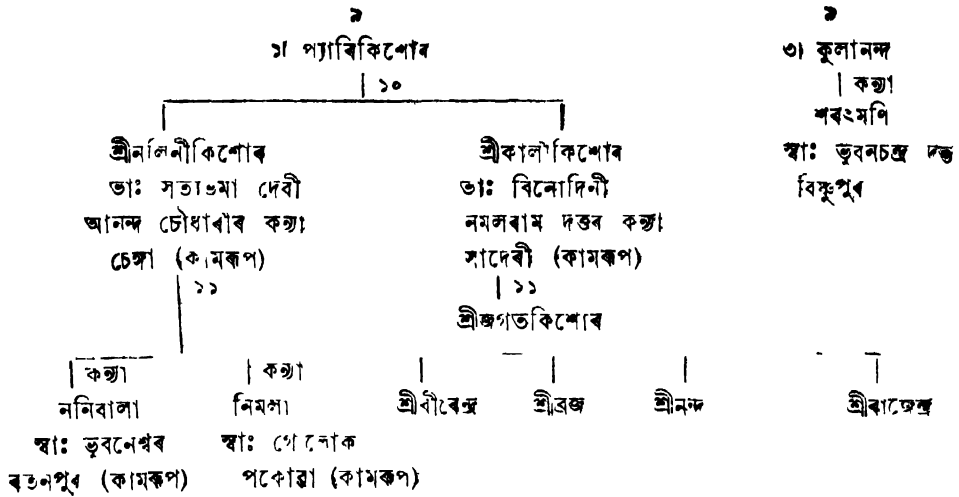 ৯ ৯
১। প্যাৰিকিশোৰ ৩। কুলানন্দ
১০ কন্যা
শৰৎমণি
শ্ৰীনলিনীকিশোৰ শ্ৰীকালীকিশোৰ স্বাঃ ভুবনচন্দ্ৰ দত্ত
ভাঃ সত্যভমা দেবী ভাঃ বিনোদিনী বিষ্ণুপুৰ
আনন্দ চৌধাৰীৰ কন্যা নমলৰাম দত্তৰ কন্যা
চেঙ্গা (কামৰূপ) সাদেৰী (কামৰূপ)
১১ ১১
শ্ৰীজগতকিশোৰ
কন্যা কন্যা
ননিবালা নিমলা শ্ৰীবীৰেন্দ্ৰ শ্ৰীব্ৰজ শ্ৰীনন্দ শ্ৰীৰাজেন্দ্ৰ
স্বাঃ ভুবনেশ্বৰ স্বাঃ গোলোক
ৰতনপুৰ (কামৰূপ) পকোৱা (কামৰূপ)